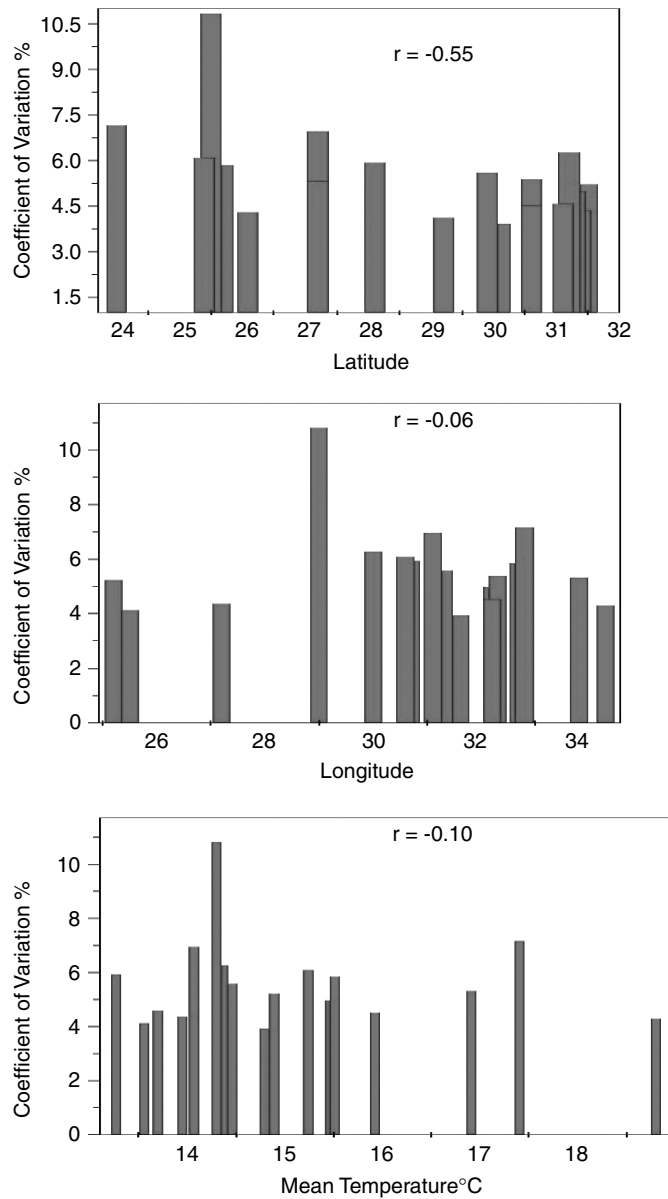 10.5
9.0
7.5
6.0
4.5
3.0
1.5
Coefficient of Variation %
r = -0.55
24 25 26 27 28 29 30 31 32
Latitude
10
8
6
4
2
0
Coefficient of Variation %
r = -0.06
26 28 30 32 34
Longitude
10
8
6
4
2
0
Coefficient of Variation %
r = -0.10
14 15 16 17 18
Mean Temperature°C